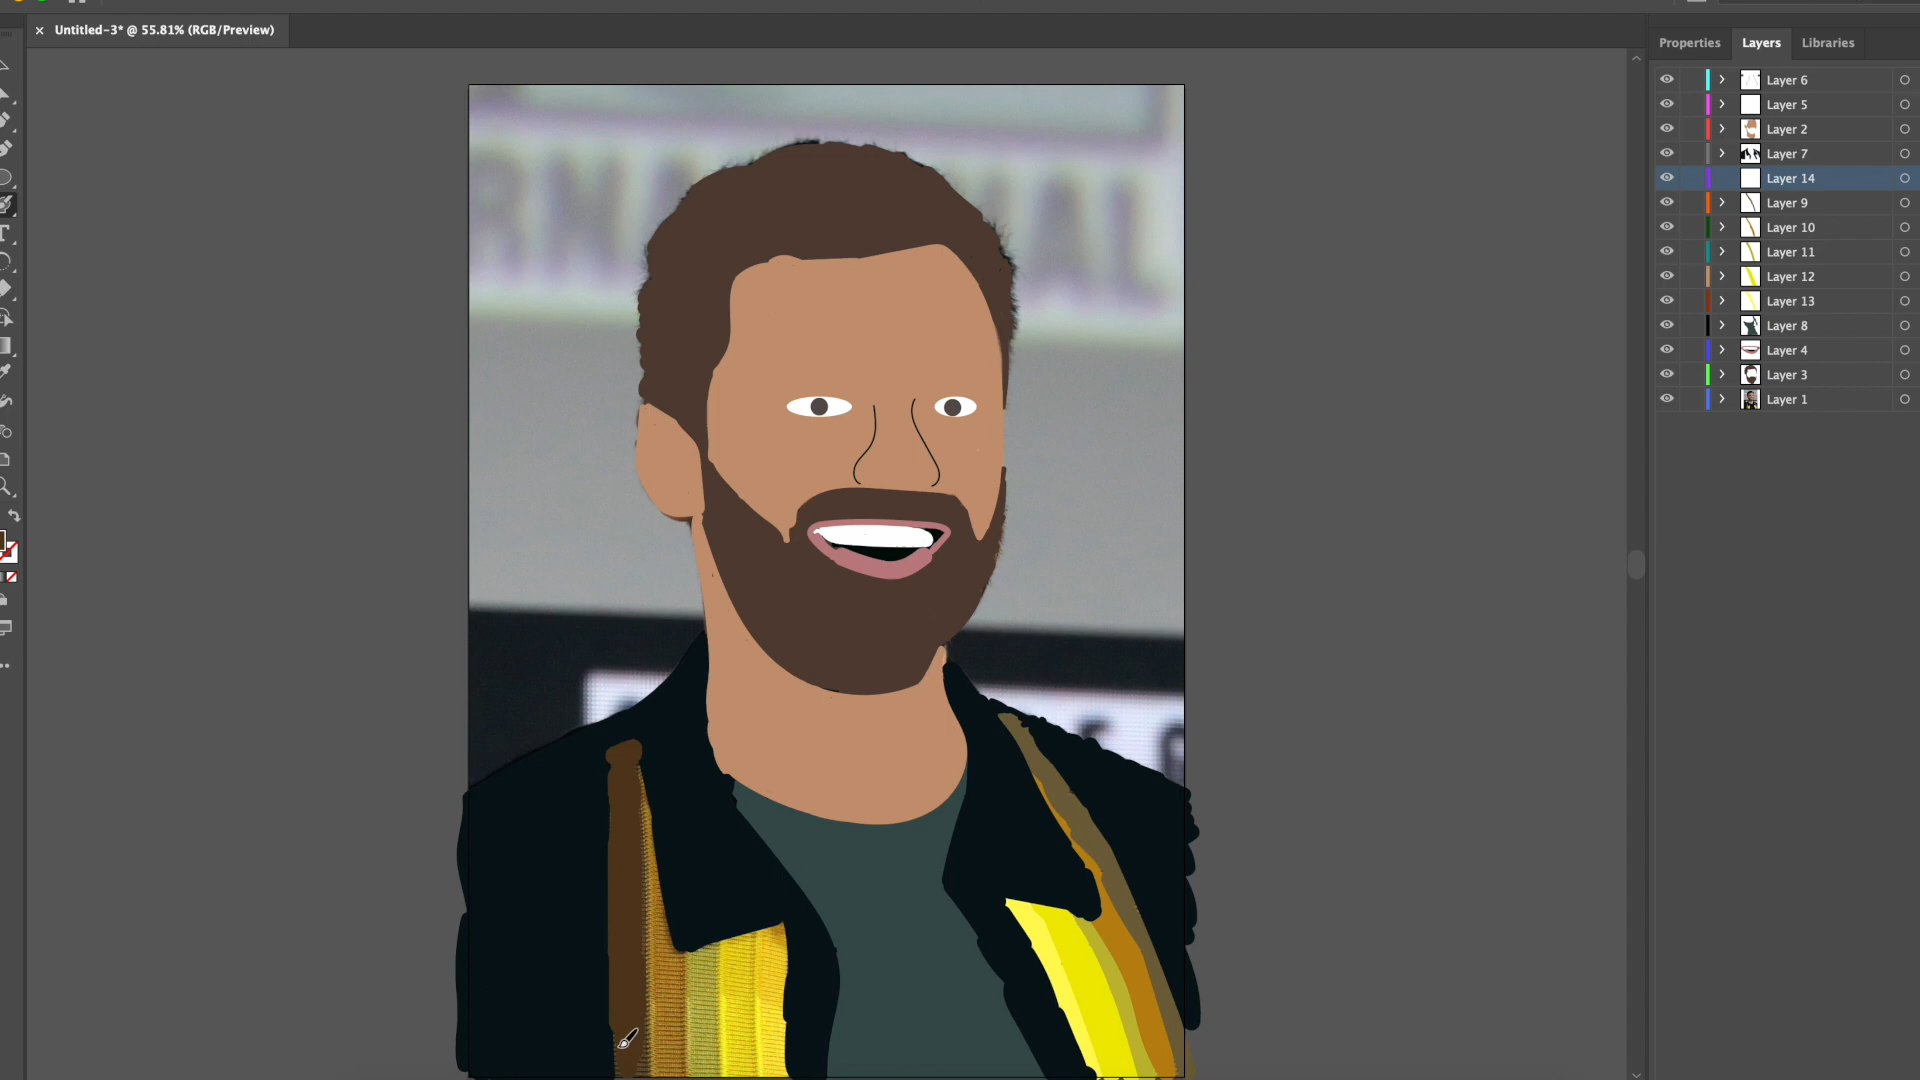 Untitled-3* @ 55.81% (RGB/Preview)
Properties
Layers
Libraries
Layer 6
Layer 5
Layer 2
Layer 7
Layer 14
Layer 9
Layer 10
Layer 11
Layer 12
Layer 13
Layer 8
Layer 4
Layer 3
Layer 1